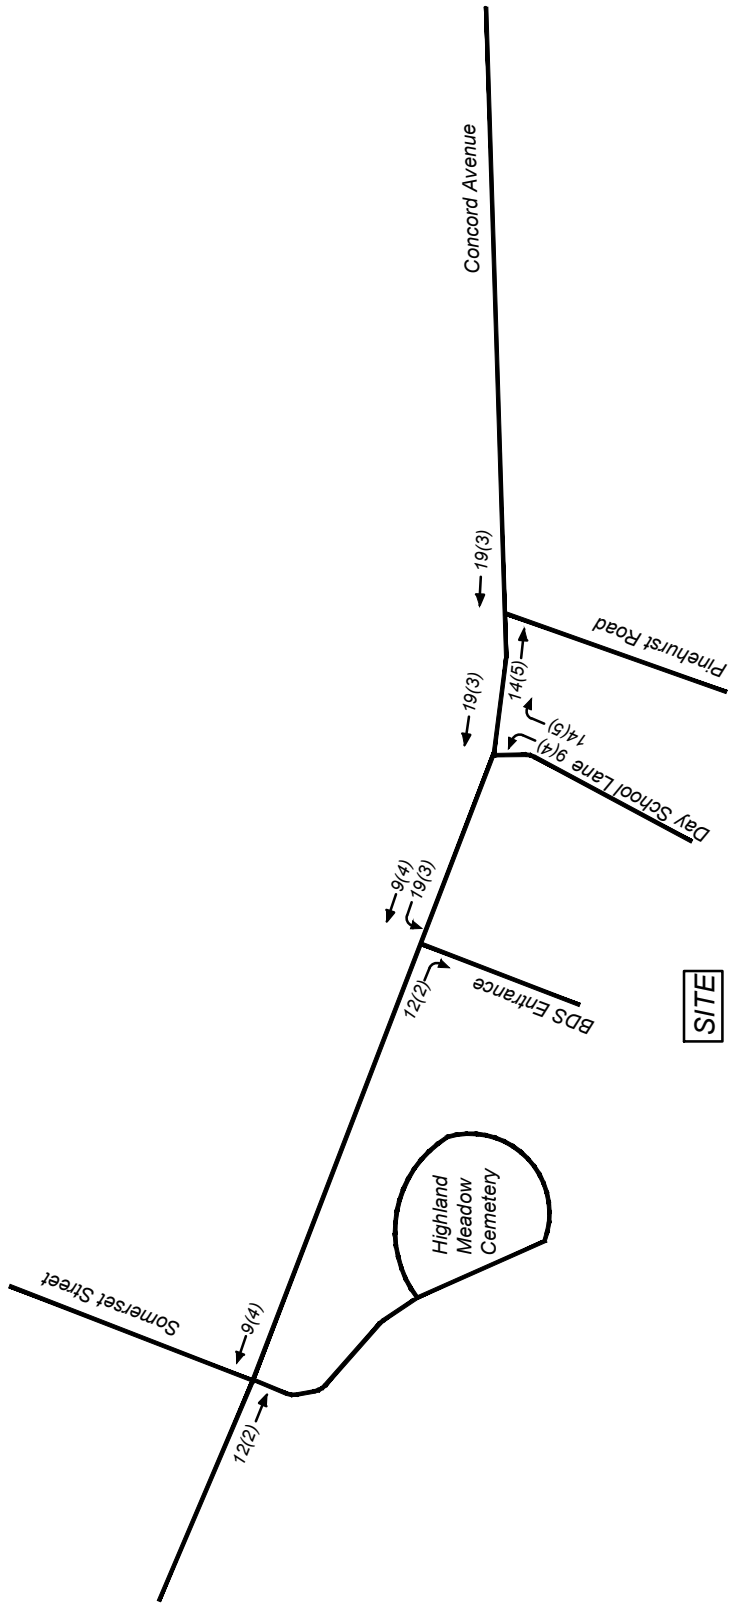 Concord Avenue
19(3)
Pinehurst Road
14(5)
19(3)
14(5)
9(4)
Day School Lane
9(4)
19(3)
12(2)
BDS Entrance
SITE
Highland
Meadow
Cemetery
Somerset Street
9(4)
12(2)